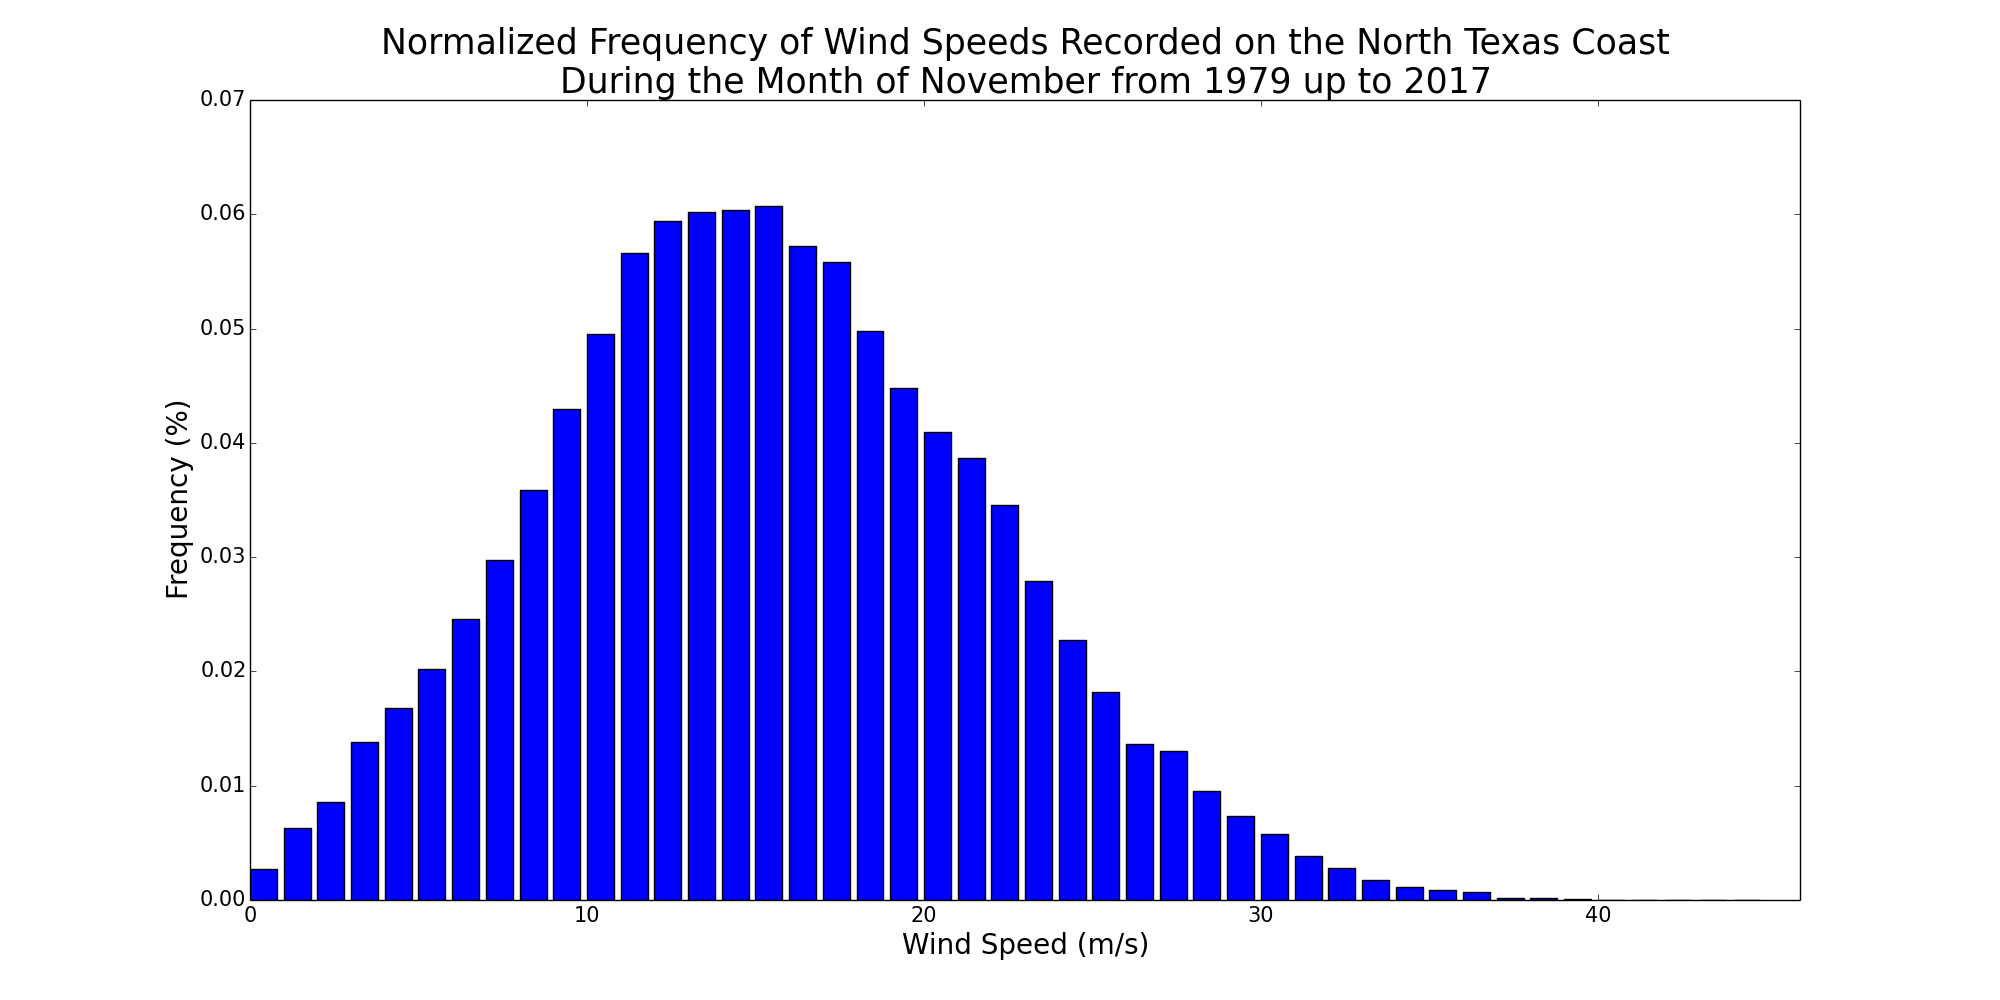 Normalized Frequency of Wind Speeds Recorded on the North Texas Coast
During the Month of November from 1979 up to 2017
0.07
0.06
0.05
0.04
0.03
0.02
0.01
0.00
Frequency (%)
0 10 20 30 40
Wind Speed (m/s)